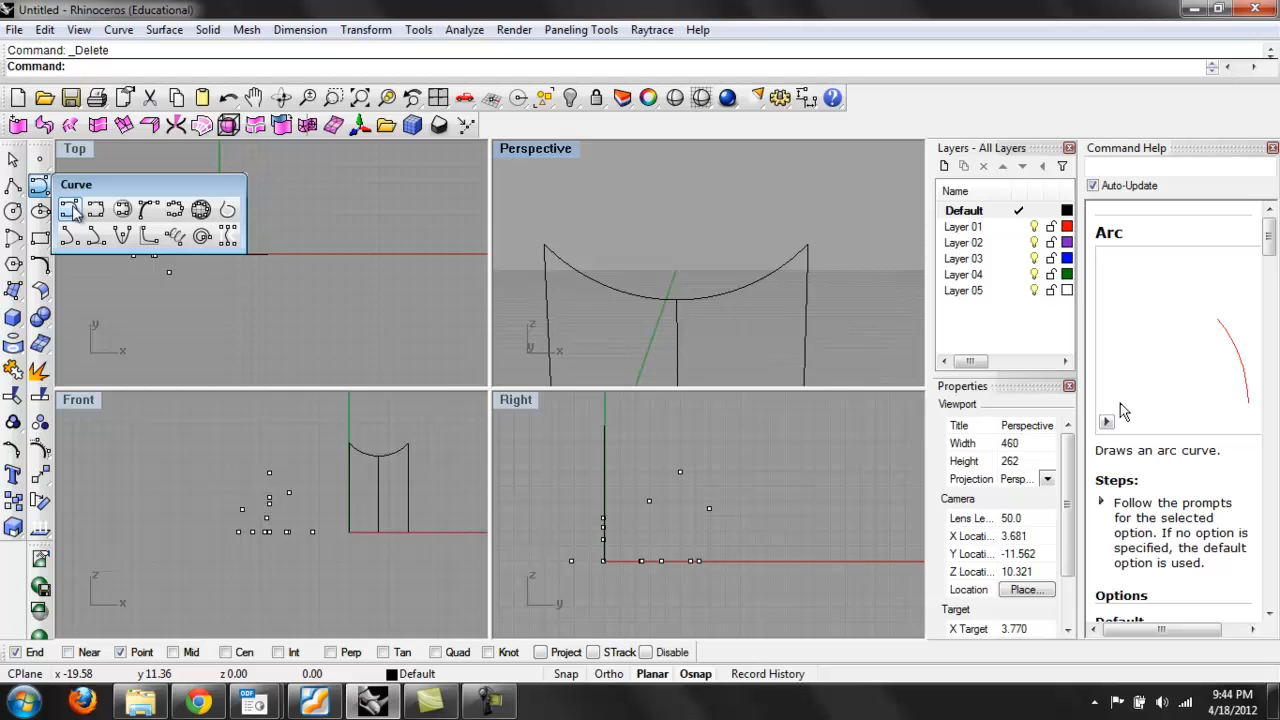 Untitled - Rhinoceros (Educational)
File Edit View Curve Surface Solid Mesh Dimension Transform Tools Analyze Render Paneling Tools Raytrace Help
Command: _Delete
Command:
Top
Perspective
Curve
y
x
z
y
x
Front
Right
z
x
z
y
Layers - All Layers
Name
Default
Layer 01
Layer 02
Layer 03
Layer 04
Layer 05
Properties
Viewport
Title Perspective
Width 460
Height 262
Projection Persp...
Camera
Lens Le... 50.0
X Locati... 3.681
Y Locati... -11.562
Z Locati... 10.321
Location Place...
Target
X Target 3.770
Command Help
Auto-Update
Arc
Draws an arc curve.
Steps:
Follow the prompts
for the selected
option. If no option is
specified, the default
option is used.
Options
End Near Point Mid Cen Int Perp Tan Quad Knot Project STrack Disable
CPlane x -19.58 y 11.36 z 0.00 0.00 Default Snap Ortho Planar Osnap Record History
ODF
9:44 PM
4/18/2012